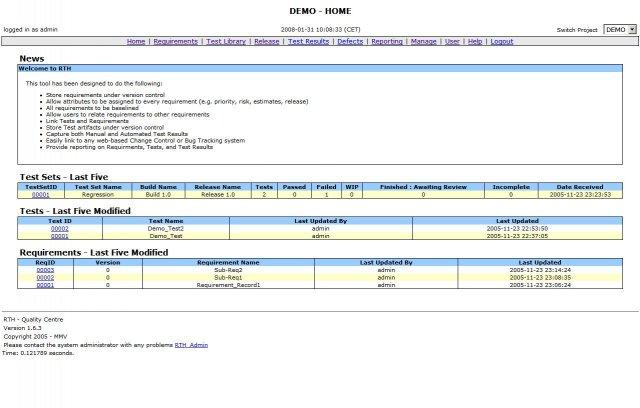 DEMO - HOME
logged in as admin 2008-01-31 10:08:33 (CET) Switch Project DEMO
Home | Requirements | Test Library | Release | Test Results | Defects | Reporting | Manage | User | Help | Logout
News
Welcome to RTH
This tool has been designed to do the following:
• Store requirements under version control
• Allow attributes to be assigned to every requirement (e.g. priority, risk, estimates, release)
• All requirements to be baselined
• Allow users to relate requirements to other requirements
• Link Tests and Requirements
• Store Test artifacts under version control
• Capture both Manual and Automated Test Results
• Easily link to any web-based Change Control or Bug Tracking system
• Provide reporting on Requirments, Tests, and Test Results
Test Sets - Last Five
TestSetID Test Set Name Build Name Release Name Tests Passed Failed WIP Finished : Awaiting Review Incomplete Date Received
00001 Regression Build 1.0 Release 1.0 2 0 1 0 0 0 2005-11-23 23:23:53
Tests - Last Five Modified
Test ID Test Name Last Updated By Last Updated
00002 Demo_Test2 admin 2005-11-23 22:53:50
00001 Demo_Test admin 2005-11-23 22:37:05
Requirements - Last Five Modified
ReqID Version Requirement Name Last Updated By Last Updated
00003 0 Sub-Req2 admin 2005-11-23 23:14:24
00002 0 Sub-Req1 admin 2005-11-23 23:08:35
00001 0 Requirement_Record1 admin 2005-11-23 23:06:24
RTH - Quality Centre
Version 1.6.3
Copyright 2005 - MMV
Please contact the system administrator with any problems RTH_Admin
Time: 0.121789 seconds.